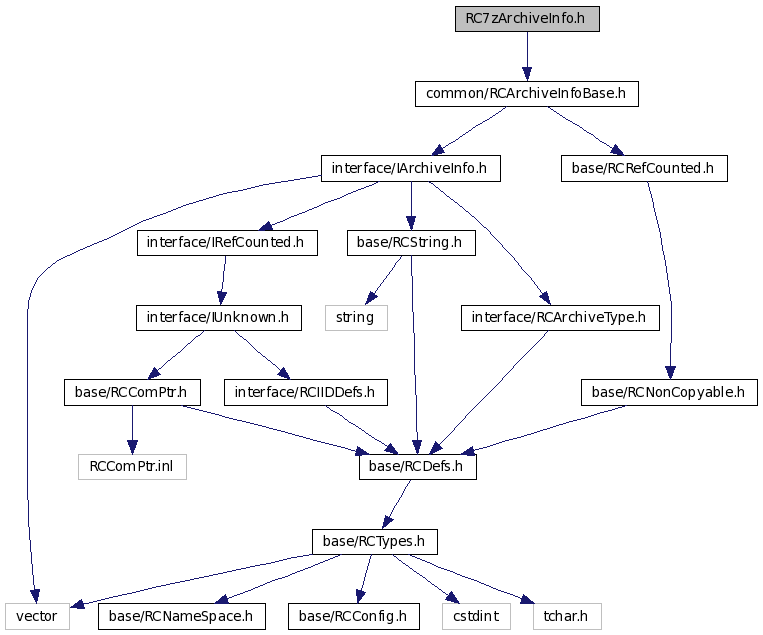 RC7zArchiveInfo.h
common/RCArchiveInfoBase.h
interface/IArchiveInfo.h
base/RCRefCounted.h
interface/IRefCounted.h
base/RCString.h
string
interface/IUnknown.h
interface/RCArchiveType.h
base/RCComPtr.h
interface/RCIIDDefs.h
base/RCNonCopyable.h
RCComPtr.inl
base/RCDefs.h
base/RCTypes.h
vector
base/RCNameSpace.h
base/RCConfig.h
cstdint
tchar.h